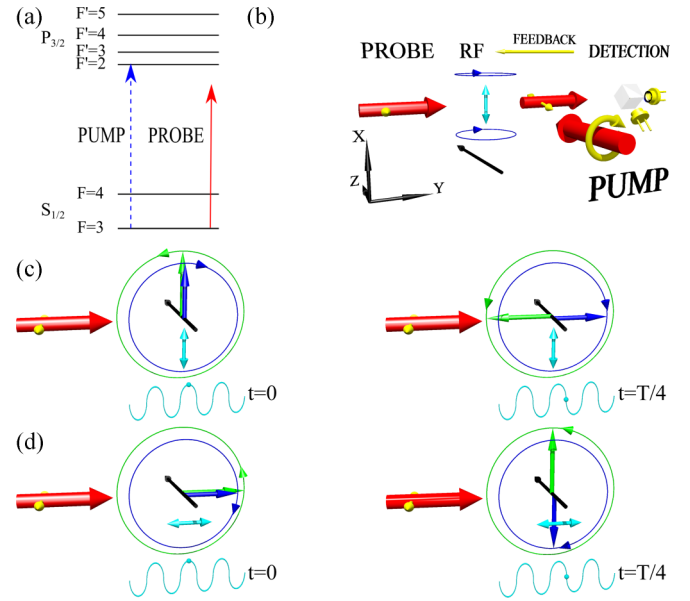 (a)
F'=5
F'=4
P3/2
F'=3
F'=2
PUMP PROBE
F=4
S1/2
F=3
(b)
FEEDBACK
PROBE RF DETECTION
X
Z
Y
PUMP
(c)
t=0
t=T/4
(d)
t=0
t=T/4